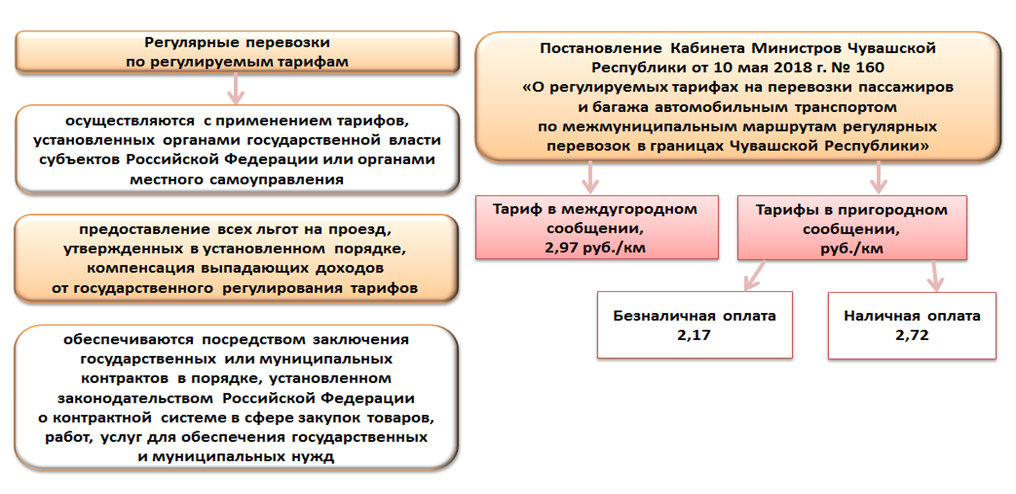 Регулярные перевозки
по регулируемым тарифам
осуществляются с применением тарифов,
установленных органами государственной власти
субъектов Российской Федерации или органами
местного самоуправления
предоставление всех льгот на проезд,
утвержденных в установленном порядке,
компенсация выпадающих доходов
от государственного регулирования тарифов
обеспечиваются посредством заключения
государственных или муниципальных
контрактов в порядке, установленном
законодательством Российской Федерации
о контрактной системе в сфере закупок товаров,
работ, услуг для обеспечения государственных
и муниципальных нужд
Постановление Кабинета Министров Чувашской
Республики от 10 мая 2018 г. № 160
«О регулируемых тарифах на перевозки пассажиров
и багажа автомобильным транспортом
по межмуниципальным маршрутам регулярных
перевозок в границах Чувашской Республики»
Тариф в междугородном
сообщении,
2,97 руб./км
Тарифы в пригородном
сообщении,
руб./км
Безналичная оплата
2,17
Наличная оплата
2,72